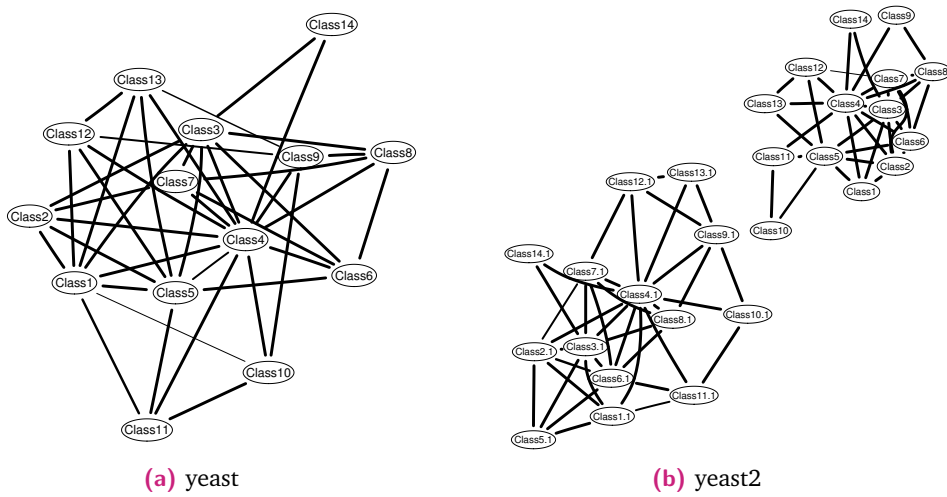 Class14
Class13
Class12
Class3
Class9
Class8
Class7
Class2
Class4
Class6
Class1
Class5
Class10
Class11
(a) yeast
Class14
Class9
Class12
Class8
Class7
Class13
Class4
Class3
Class6
Class11
Class5
Class2
Class1
Class10
Class13.1
Class12.1
Class9.1
Class14.1
Class7.1
Class4.1
Class10.1
Class8.1
Class2.1
Class3.1
Class6.1
Class11.1
Class1.1
Class5.1
(b) yeast2